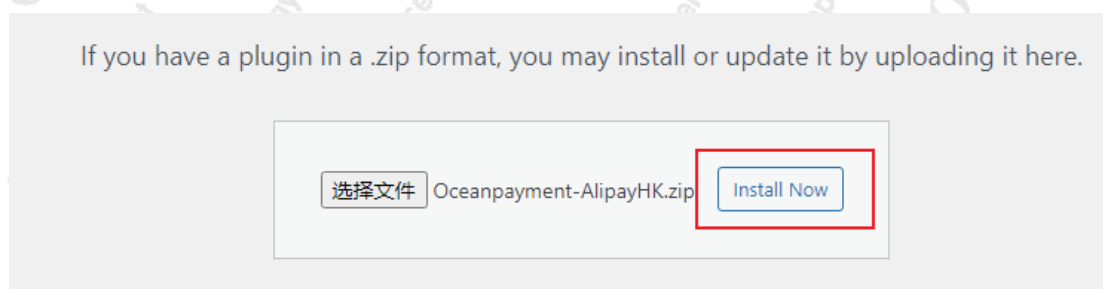 If you have a plugin in a .zip format, you may install or update it by uploading it here.
选择文件 Oceanpayment-AlipayHK.zip Install Now